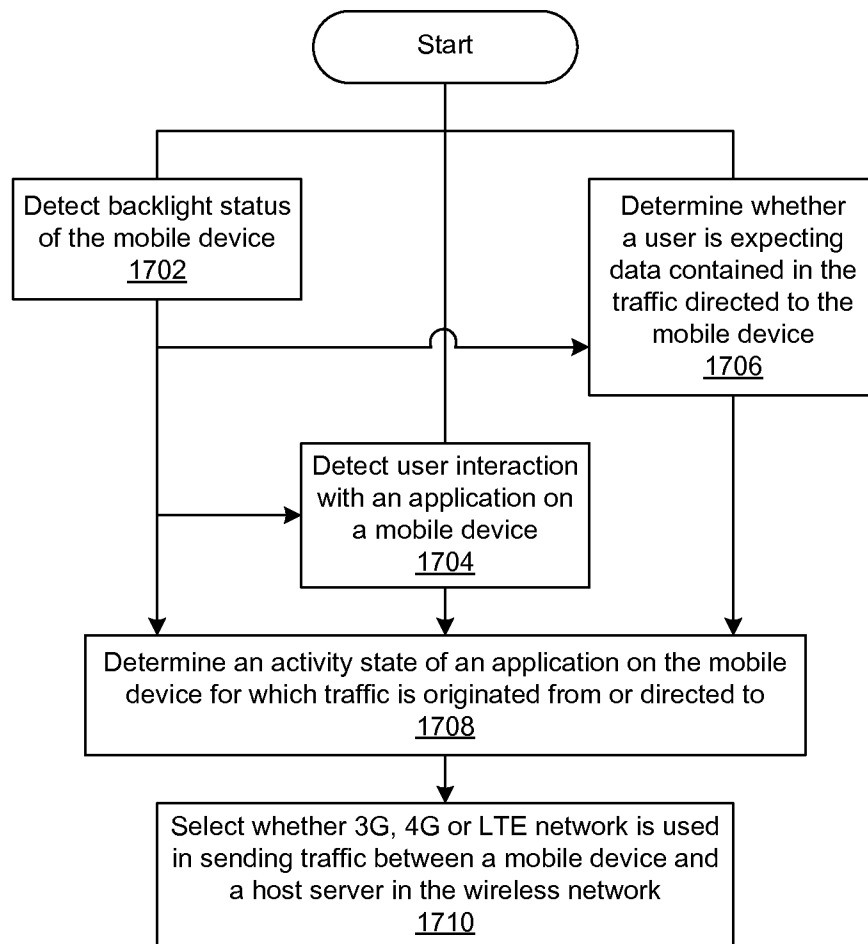 Start
Detect backlight status
of the mobile device
1702
Determine whether
a user is expecting
data contained in the
traffic directed to the
mobile device
1706
Detect user interaction
with an application on
a mobile device
1704
Determine an activity state of an application on the mobile
device for which traffic is originated from or directed to
1708
Select whether 3G, 4G or LTE network is used
in sending traffic between a mobile device and
a host server in the wireless network
1710